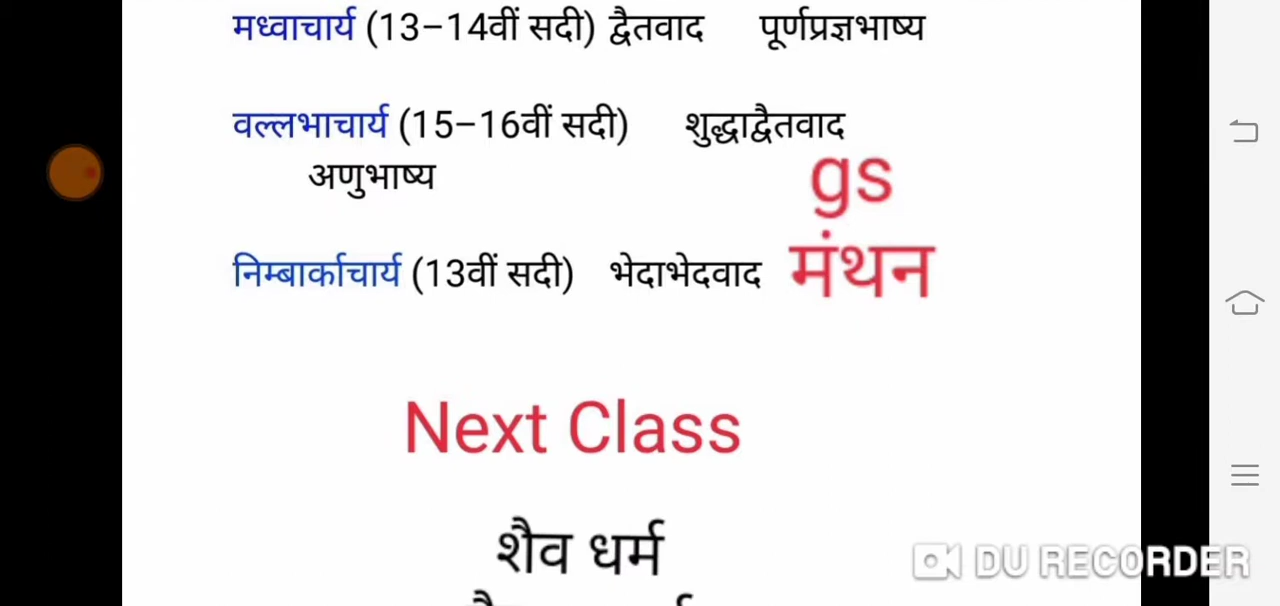 मध्वाचार्य (13–14वीं सदी) द्वैतवाद पूर्णप्रज्ञभाष्य
वल्लभाचार्य (15–16वीं सदी) शुद्धाद्वैतवाद
अणुभाष्य
gs
मंथन
निम्बार्काचार्य (13वीं सदी) भेदाभेदवाद
Next Class
शैव धर्म
DU RECORDER